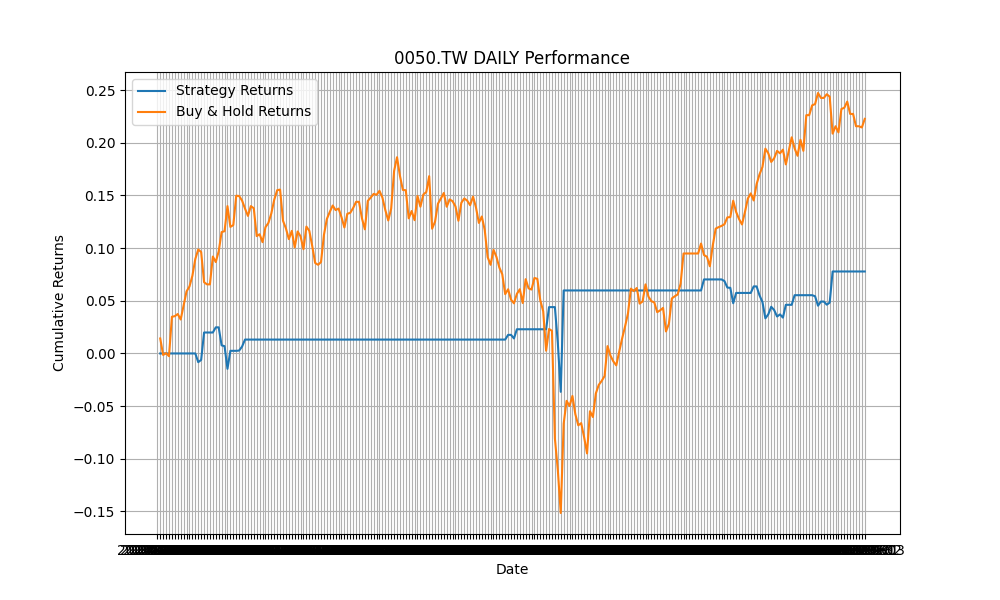 0050.TW DAILY Performance
Strategy Returns
Buy & Hold Returns
0.25
0.20
0.15
0.10
0.05
0.00
−0.05
−0.10
−0.15
Cumulative Returns
Date